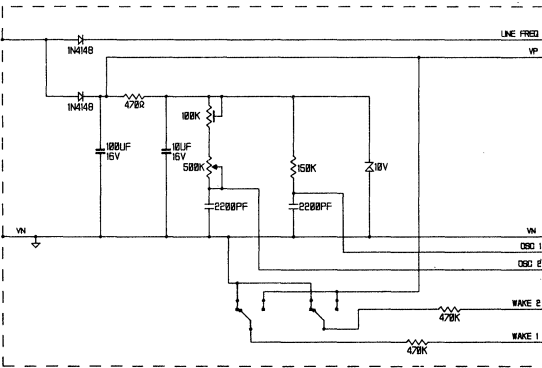 LINE FREQ
1N4148
VP
1N4148
470R
100K
100UF
16V
10UF
16V
500K
150K
10V
2200PF
2200PF
VN
VN
OSC 1
OSC 2
WAKE 2
470K
WAKE 1
470K